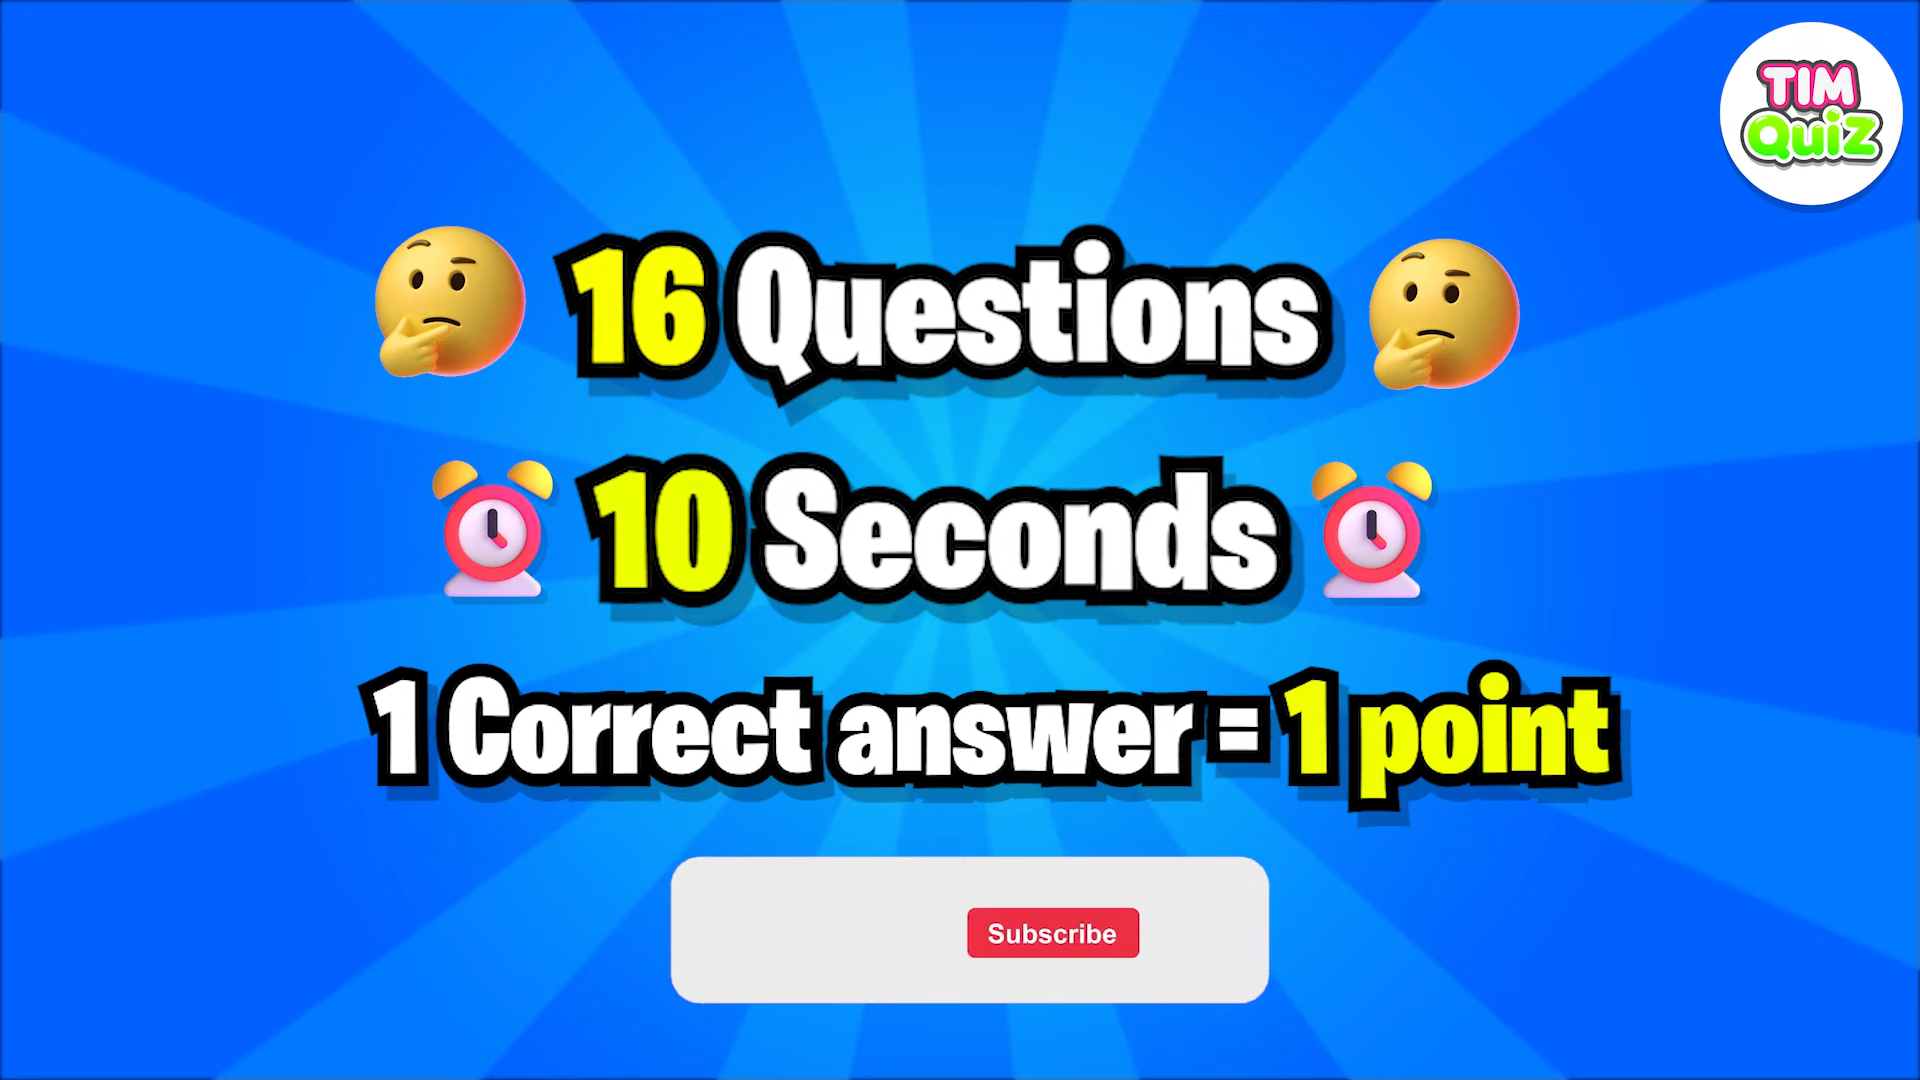 TIM
QuiZ
16 Questions
10 Seconds
1 Correct answer = 1 point
Subscribe